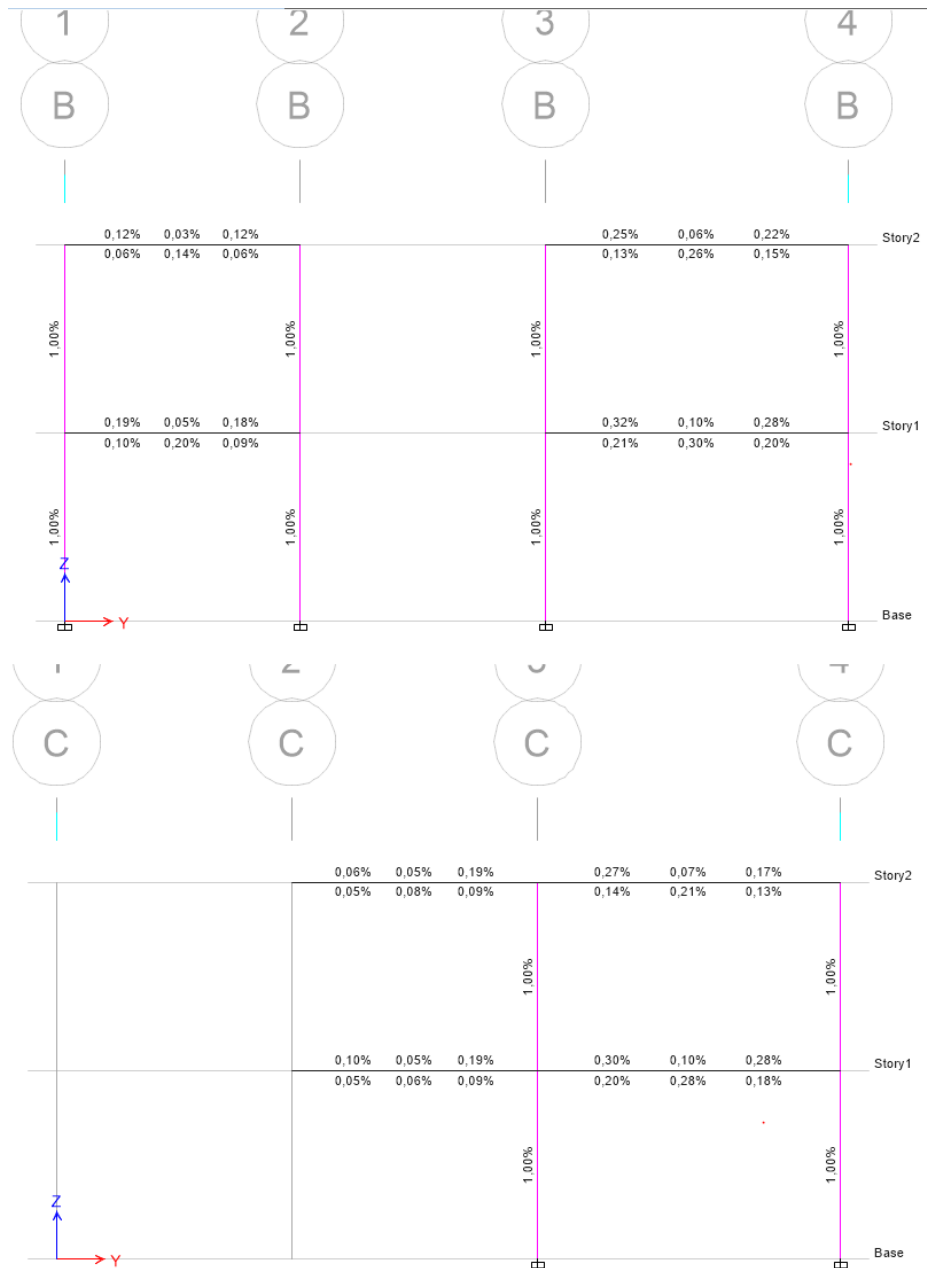 1 2 3 4
B B B B
0,12% 0,03% 0,12% 0,25% 0,06% 0,22% Story2
0,06% 0,14% 0,06% 0,13% 0,26% 0,15%
1,00% 1,00% 1,00% 1,00%
0,19% 0,05% 0,18% 0,32% 0,10% 0,28% Story1
0,10% 0,20% 0,09% 0,21% 0,30% 0,20%
1,00% 1,00% 1,00% 1,00%
Z
Y
Base
2 4
C C C C
0,06% 0,05% 0,19% 0,27% 0,07% 0,17% Story2
0,05% 0,08% 0,09% 0,14% 0,21% 0,13%
1,00% 1,00%
0,10% 0,05% 0,19% 0,30% 0,10% 0,28% Story1
0,05% 0,06% 0,09% 0,20% 0,28% 0,18%
1,00% 1,00%
Z
Y
Base